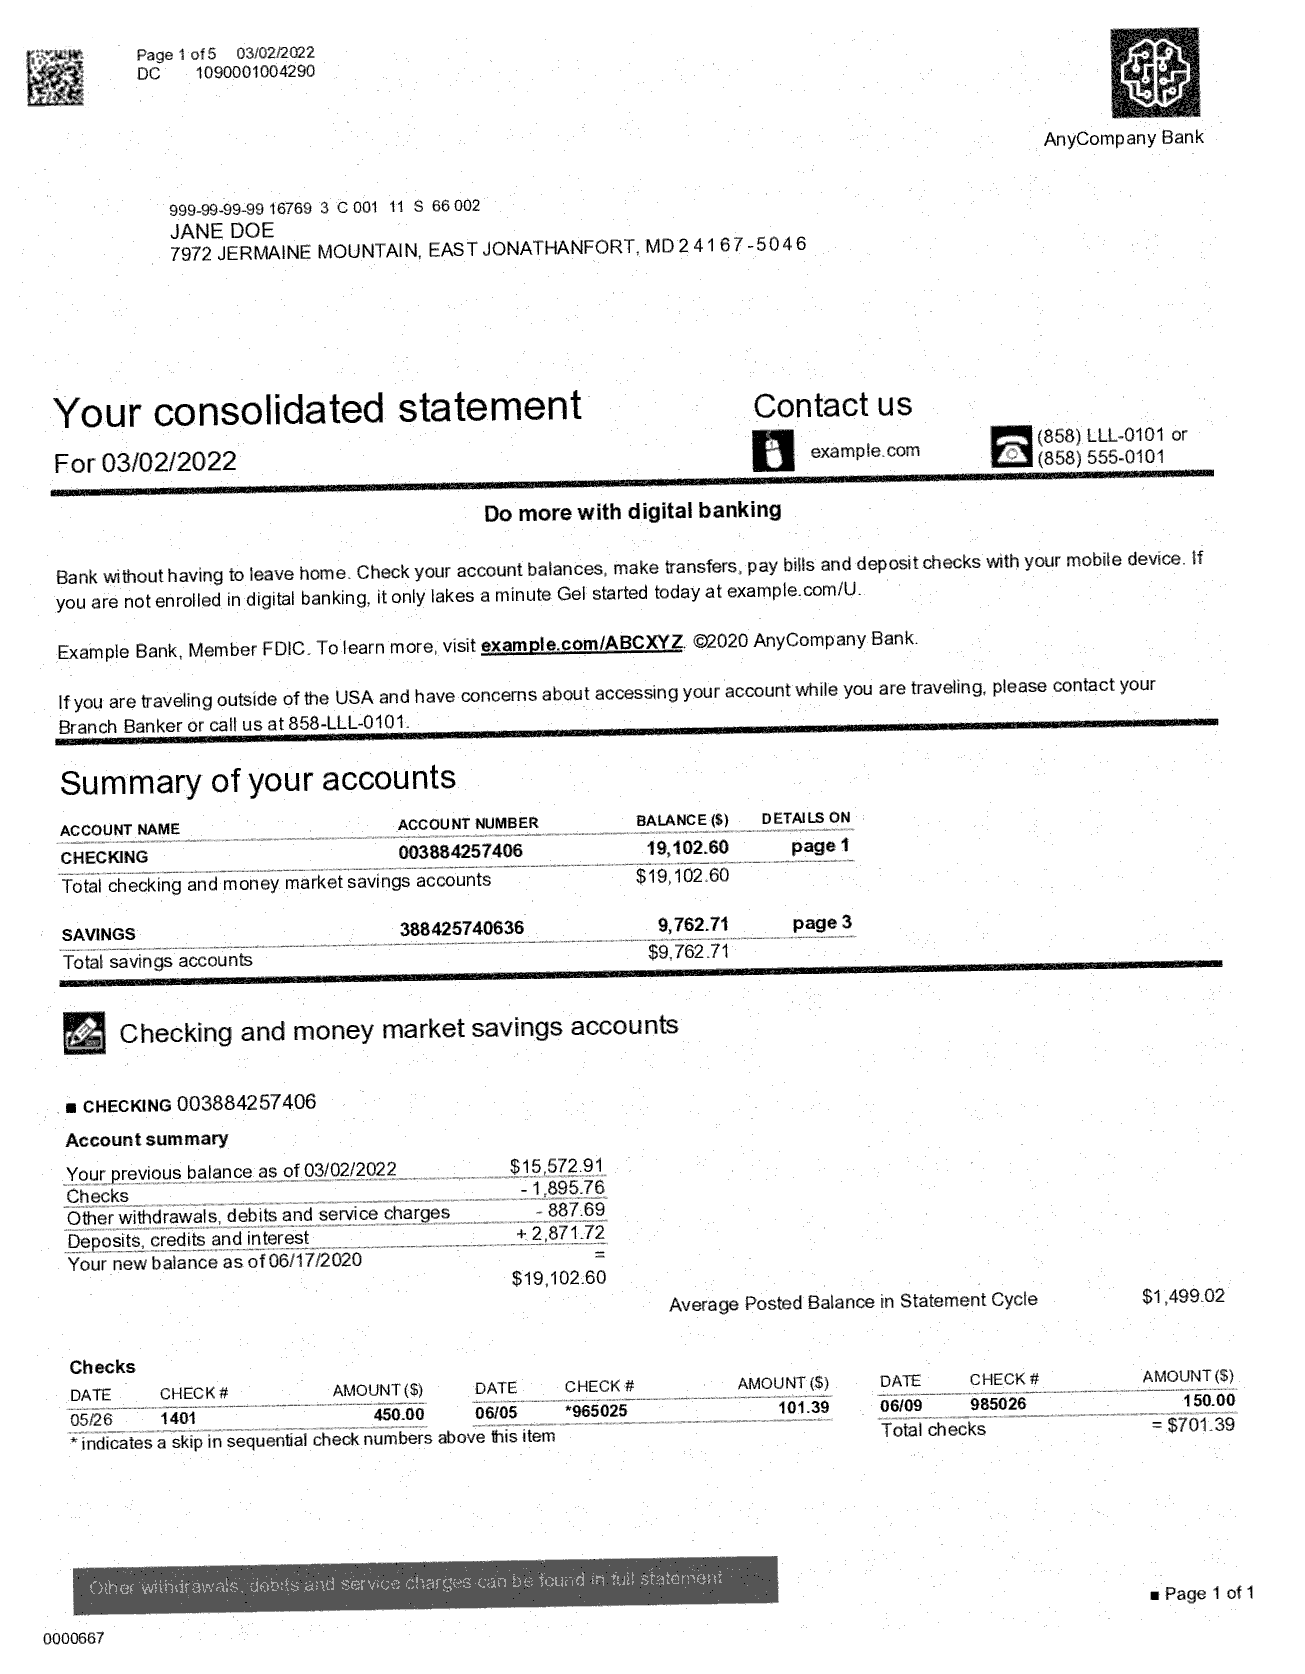 Page 1 of 5 03/02/2022
DC 1090001004290
AnyCompany Bank
999-99-99-99 16769 3 C 001 11 S 66 002
JANE DOE
7972 JERMAINE MOUNTAIN, EAST JONATHANFORT, MD 24167-5046
Your consolidated statement
For 03/02/2022
Contact us
example.com
(858) LLL-0101 or
(858) 555-0101
Do more with digital banking
Bank without having to leave home. Check your account balances, make transfers, pay bills and deposit checks with your mobile device. If
you are not enrolled in digital banking, it only lakes a minute Gel started today at example.com/U.
Example Bank, Member FDIC. To learn more, visit example.com/ABCXYZ. ©2020 AnyCompany Bank.
If you are traveling outside of the USA and have concerns about accessing your account while you are traveling, please contact your
Branch Banker or call us at 858-LLL-0101.
Summary of your accounts
ACCOUNT NAME ACCOUNT NUMBER BALANCE ($) DETAILS ON
CHECKING 003884257406 19,102.60 page 1
Total checking and money market savings accounts $19,102.60
SAVINGS 388425740636 9,762.71 page 3
Total savings accounts $9,762.71
Checking and money market savings accounts
■ CHECKING 003884257406
Account summary
Your previous balance as of 03/02/2022 $15,572.91
Checks - 1,895.76
Other withdrawals, debits and service charges - 887.69
Deposits, credits and interest + 2,871.72
Your new balance as of 06/17/2020 =
$19,102.60
Average Posted Balance in Statement Cycle $1,499.02
Checks
DATE CHECK # AMOUNT ($) DATE CHECK # AMOUNT ($) DATE CHECK # AMOUNT ($)
05/26 1401 450.00 06/05 *965025 101.39 06/09 985026 150.00
* indicates a skip in sequential check numbers above this item Total checks = $701.39
Other withdrawals, debits and service charges can be found in full statement
■ Page 1 of 1
0000667